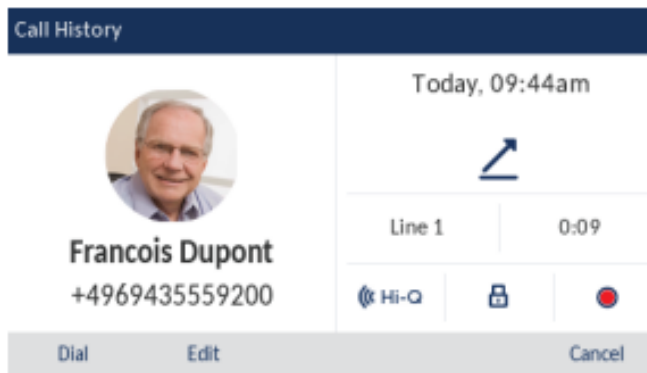 Call History
Today, 09:44am
Francois Dupont
+4969435559200
Line 1 0:09
Hi-Q
Dial Edit Cancel